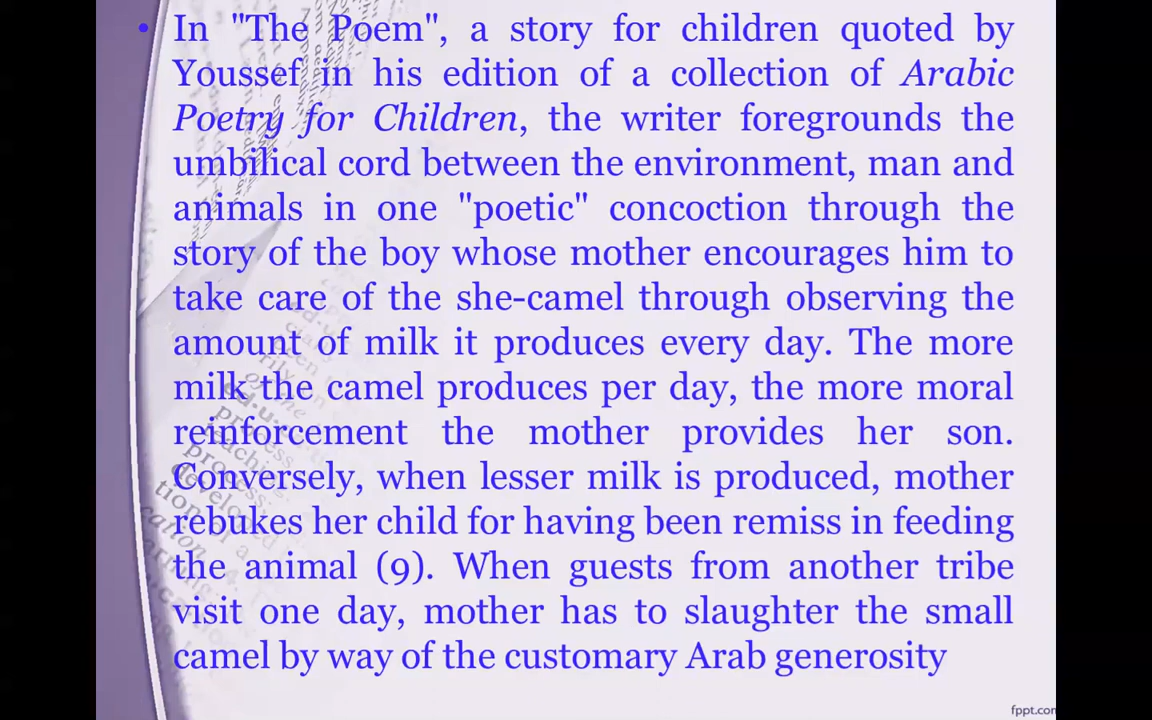 • In "The Poem", a story for children quoted by
Youssef in his edition of a collection of Arabic
Poetry for Children, the writer foregrounds the
umbilical cord between the environment, man and
animals in one "poetic" concoction through the
story of the boy whose mother encourages him to
take care of the she-camel through observing the
amount of milk it produces every day. The more
milk the camel produces per day, the more moral
reinforcement the mother provides her son.
Conversely, when lesser milk is produced, mother
rebukes her child for having been remiss in feeding
the animal (9). When guests from another tribe
visit one day, mother has to slaughter the small
camel by way of the customary Arab generosity
fppt.com